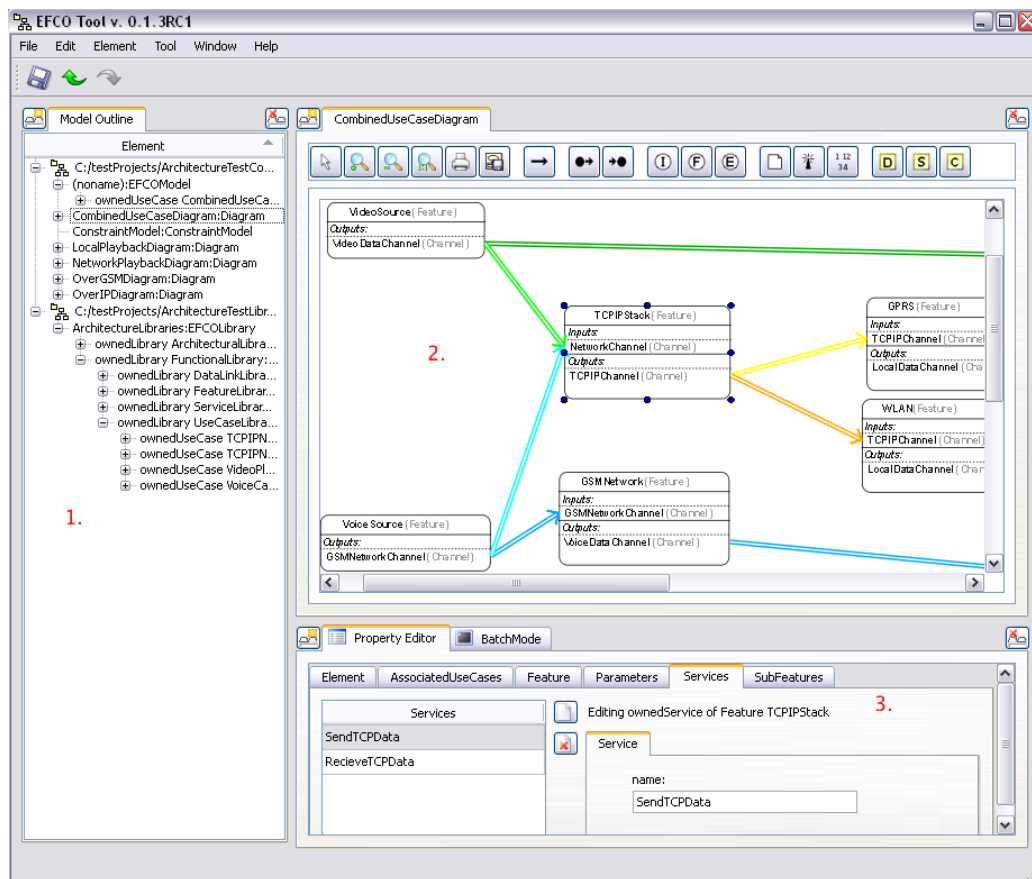 EFCO Tool v. 0.1.3RC1
File Edit Element Tool Window Help
Model Outline
Element
C:/testProjects/ArchitectureTestCo...
(noname):EFCOModel
ownedUseCase CombinedUseCa...
CombinedUseCaseDiagram:Diagram
ConstraintModel:ConstraintModel
LocalPlaybackDiagram:Diagram
NetworkPlaybackDiagram:Diagram
OverGSMDiagram:Diagram
OverIPDiagram:Diagram
C:/testProjects/ArchitectureTestLibr...
ArchitectureLibraries:EFCOLibrary
ownedLibrary ArchitecturalLibra...
ownedLibrary FunctionalLibrary:...
ownedLibrary DataLinkLibra...
ownedLibrary FeatureLibrar...
ownedLibrary ServiceLibrar...
ownedLibrary UseCaseLibra...
ownedUseCase TCPIPN...
ownedUseCase TCPIPN...
ownedUseCase VideoPl...
ownedUseCase VoiceCa...
1.
CombinedUseCaseDiagram
I F E 1 12 34 D S C
VideoSource (Feature)
Outputs:
VideoDataChannel (Channel)
2.
TCPIPStack (Feature)
Inputs:
NetworkChannel (Channel)
Outputs:
TCPIPChannel (Channel)
GPRS (Feature)
Inputs:
TCPIPChannel (Channel)
Outputs:
LocalDataChannel (Chan
WLAN (Feature)
Inputs:
TCPIPChannel (Channel)
Outputs:
LocalDataChannel (Chan
GSMNetwork (Feature)
Inputs:
GSMNetworkChannel (Channel)
Outputs:
VoiceDataChannel (Channel)
Voice Source (Feature)
Outputs:
GSMNetworkChannel (Channel)
Property Editor BatchMode
Element AssociatedUseCases Feature Parameters Services SubFeatures
Services
SendTCPData
RecieveTCPData
Editing ownedService of Feature TCPIPStack
3.
Service
name:
SendTCPData